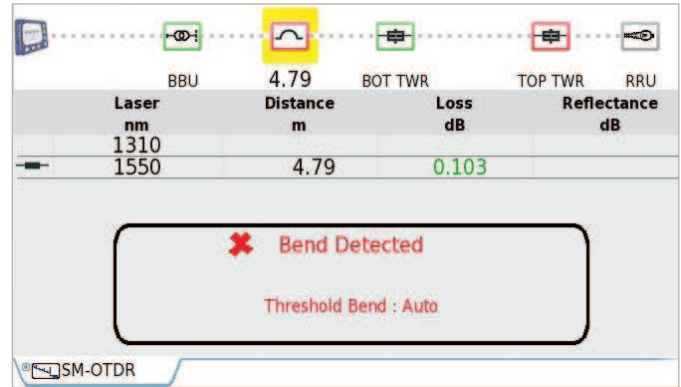 BBU 4.79 BOT TWR TOP TWR RRU
Laser Distance Loss Reflectance
nm m dB dB
1310
1550 4.79 0.103
Bend Detected
Threshold Bend : Auto
SM-OTDR